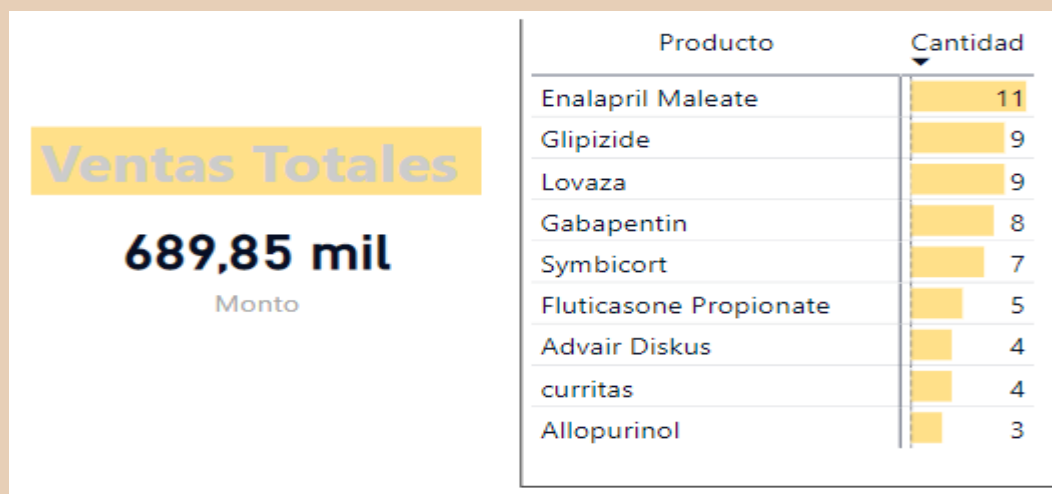 Ventas Totales
689,85 mil
Monto
Producto Cantidad
Enalapril Maleate 11
Glipizide 9
Lovaza 9
Gabapentin 8
Symbicort 7
Fluticasone Propionate 5
Advair Diskus 4
curritas 4
Allopurinol 3